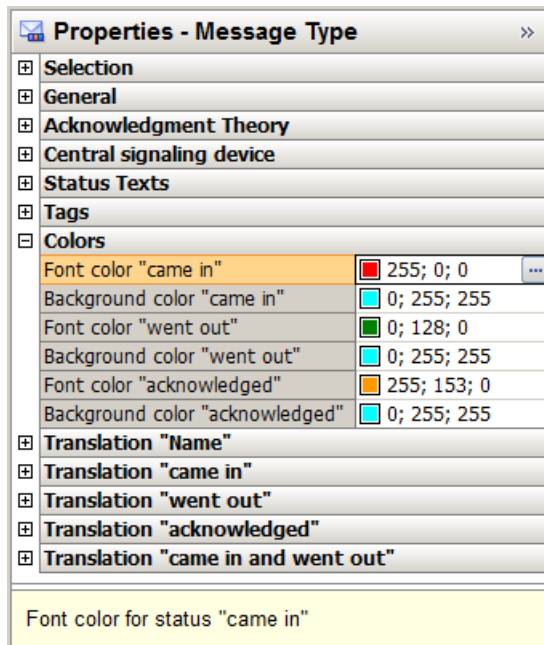 Properties - Message Type »
Selection
General
Acknowledgment Theory
Central signaling device
Status Texts
Tags
Colors
Font color "came in" 255; 0; 0 ...
Background color "came in" 0; 255; 255
Font color "went out" 0; 128; 0
Background color "went out" 0; 255; 255
Font color "acknowledged" 255; 153; 0
Background color "acknowledged" 0; 255; 255
Translation "Name"
Translation "came in"
Translation "went out"
Translation "acknowledged"
Translation "came in and went out"
Font color for status "came in"